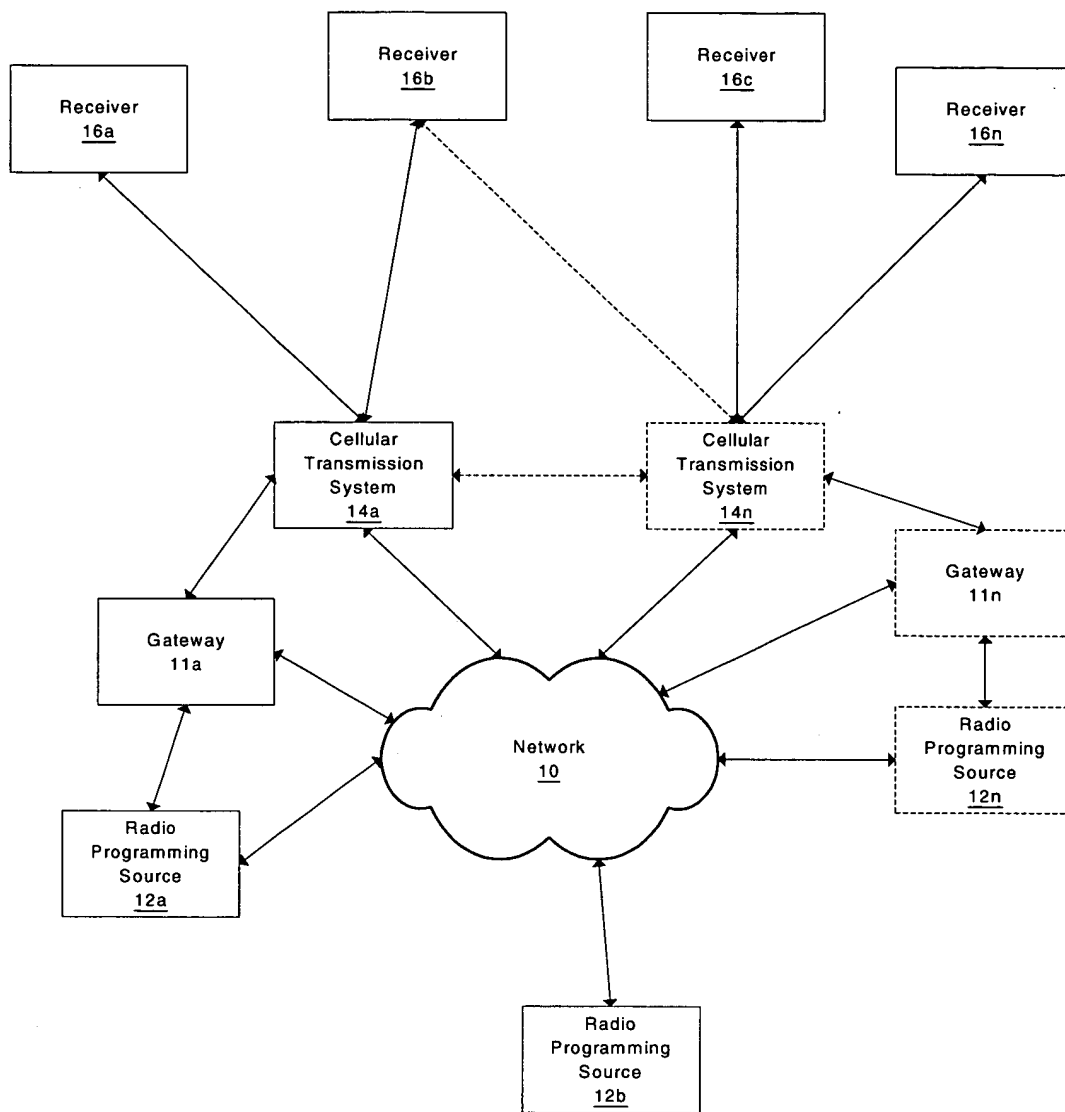 Receiver
16a
Receiver
16b
Receiver
16c
Receiver
16n
Cellular
Transmission
System
14a
Cellular
Transmission
System
14n
Gateway
11a
Gateway
11n
Network
10
Radio
Programming
Source
12a
Radio
Programming
Source
12n
Radio
Programming
Source
12b